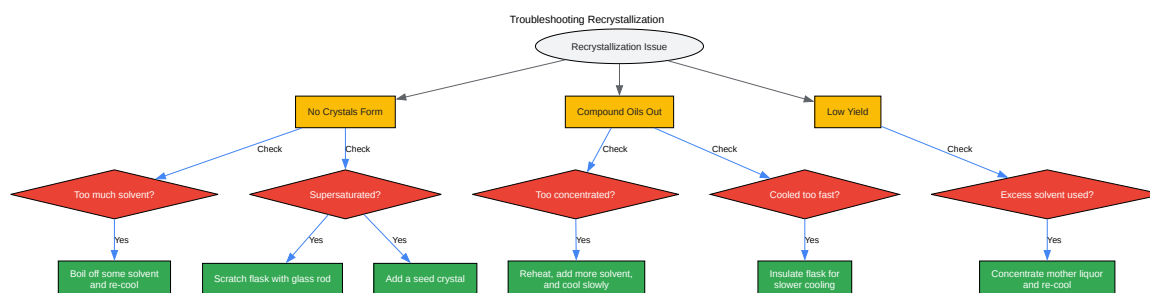 Troubleshooting Recrystallization
Recrystallization Issue
No Crystals Form
Compound Oils Out
Low Yield
Check
Check
Check
Check
Check
Too much solvent?
Supersaturated?
Too concentrated?
Cooled too fast?
Excess solvent used?
Yes
Yes
Yes
Yes
Yes
Yes
Boil off some solvent
and re-cool
Scratch flask with glass rod
Add a seed crystal
Reheat, add more solvent,
and cool slowly
Insulate flask for
slower cooling
Concentrate mother liquor
and re-cool